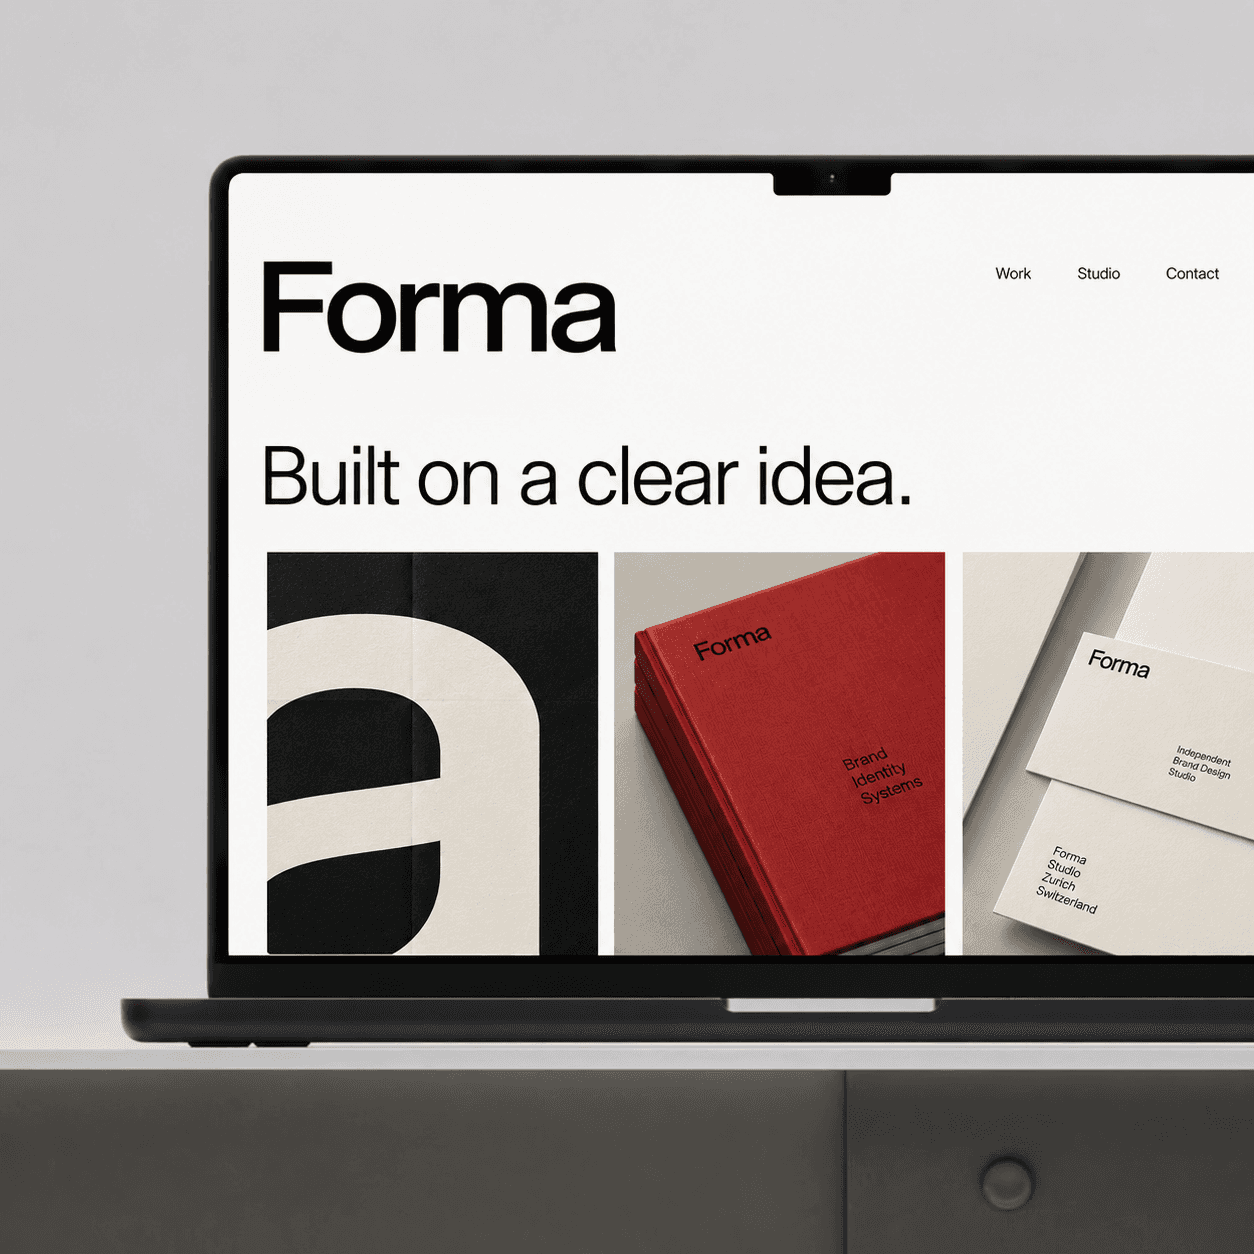 Forma
Work
Studio
Contact
Built on a clear idea.
a
Forma
Brand
Identity
Systems
Forma
Independent
Brand Design
Studio
Forma
Studio
Zurich
Switzerland